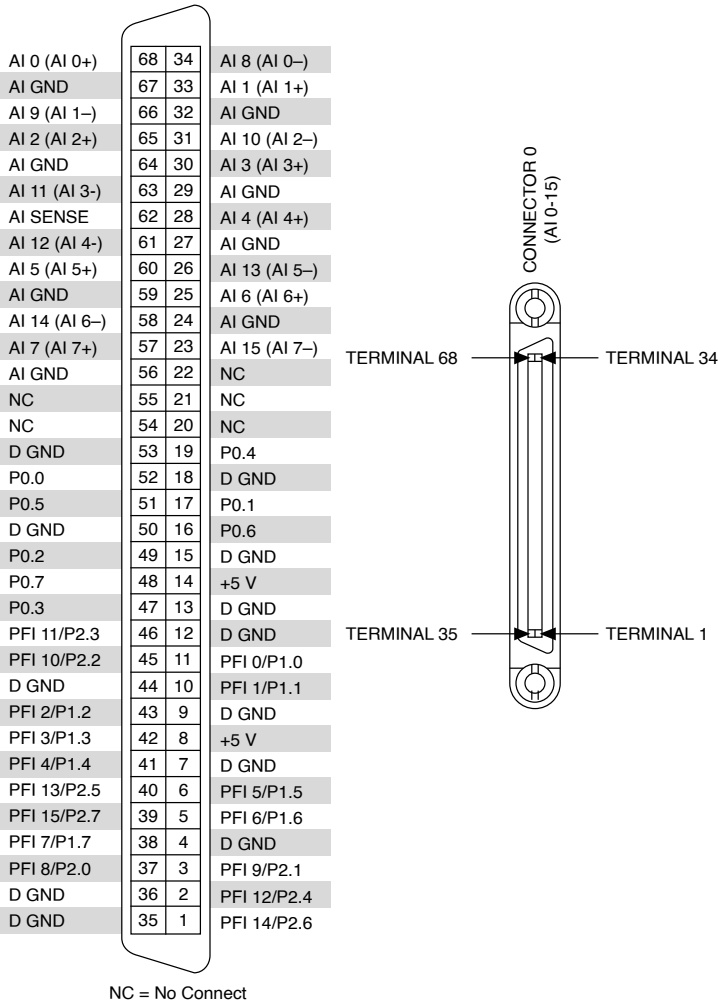 AI 0 (AI 0+) 68 34 AI 8 (AI 0–)
AI GND 67 33 AI 1 (AI 1+)
AI 9 (AI 1–) 66 32 AI GND
AI 2 (AI 2+) 65 31 AI 10 (AI 2–)
AI GND 64 30 AI 3 (AI 3+)
AI 11 (AI 3-) 63 29 AI GND
AI SENSE 62 28 AI 4 (AI 4+)
AI 12 (AI 4-) 61 27 AI GND
AI 5 (AI 5+) 60 26 AI 13 (AI 5–)
AI GND 59 25 AI 6 (AI 6+)
AI 14 (AI 6–) 58 24 AI GND
AI 7 (AI 7+) 57 23 AI 15 (AI 7–)
AI GND 56 22 NC
NC 55 21 NC
NC 54 20 NC
D GND 53 19 P0.4
P0.0 52 18 D GND
P0.5 51 17 P0.1
D GND 50 16 P0.6
P0.2 49 15 D GND
P0.7 48 14 +5 V
P0.3 47 13 D GND
PFI 11/P2.3 46 12 D GND
PFI 10/P2.2 45 11 PFI 0/P1.0
D GND 44 10 PFI 1/P1.1
PFI 2/P1.2 43 9 D GND
PFI 3/P1.3 42 8 +5 V
PFI 4/P1.4 41 7 D GND
PFI 13/P2.5 40 6 PFI 5/P1.5
PFI 15/P2.7 39 5 PFI 6/P1.6
PFI 7/P1.7 38 4 D GND
PFI 8/P2.0 37 3 PFI 9/P2.1
D GND 36 2 PFI 12/P2.4
D GND 35 1 PFI 14/P2.6
NC = No Connect
CONNECTOR 0
(AI 0-15)
TERMINAL 68
TERMINAL 34
TERMINAL 35
TERMINAL 1